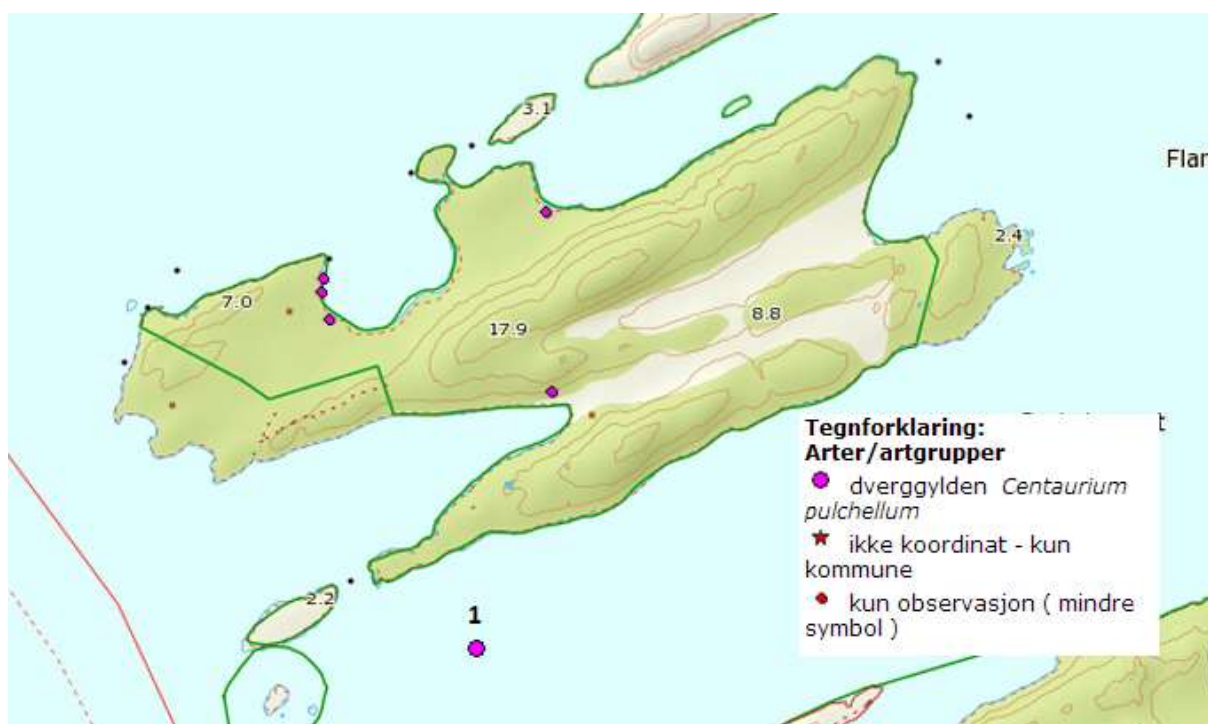 3.1
Flar
2.4
7.0
17.9
8.8
t
Tegnforklaring:
Arter/artgrupper
dverggylden Centaurium
pulchellum
ikke koordinat - kun
kommune
kun observasjon ( mindre
symbol )
2.2
1